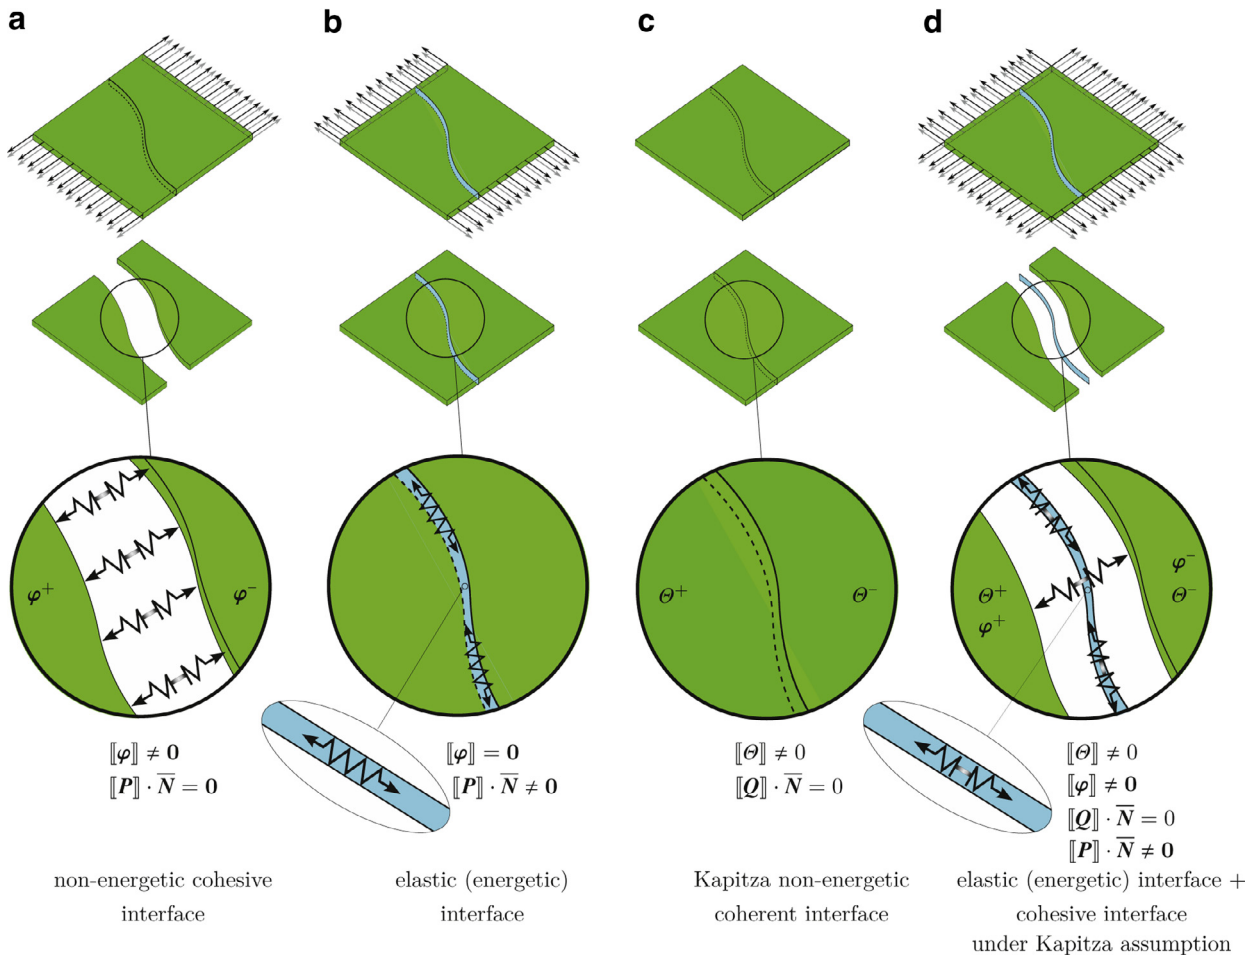 a
b
c
d
φ⁺
φ⁻
Θ⁺
Θ⁻
Θ⁺
φ⁺
φ⁻
Θ⁻
⟦φ⟧ ≠ 0
⟦P⟧ · N̅ = 0
⟦φ⟧ = 0
⟦P⟧ · N̅ ≠ 0
⟦Θ⟧ ≠ 0
⟦Q⟧ · N̅ = 0
⟦Θ⟧ ≠ 0
⟦φ⟧ ≠ 0
⟦Q⟧ · N̅ = 0
⟦P⟧ · N̅ ≠ 0
non-energetic cohesive
interface
elastic (energetic)
interface
Kapitza non-energetic
coherent interface
elastic (energetic) interface +
cohesive interface
under Kapitza assumption